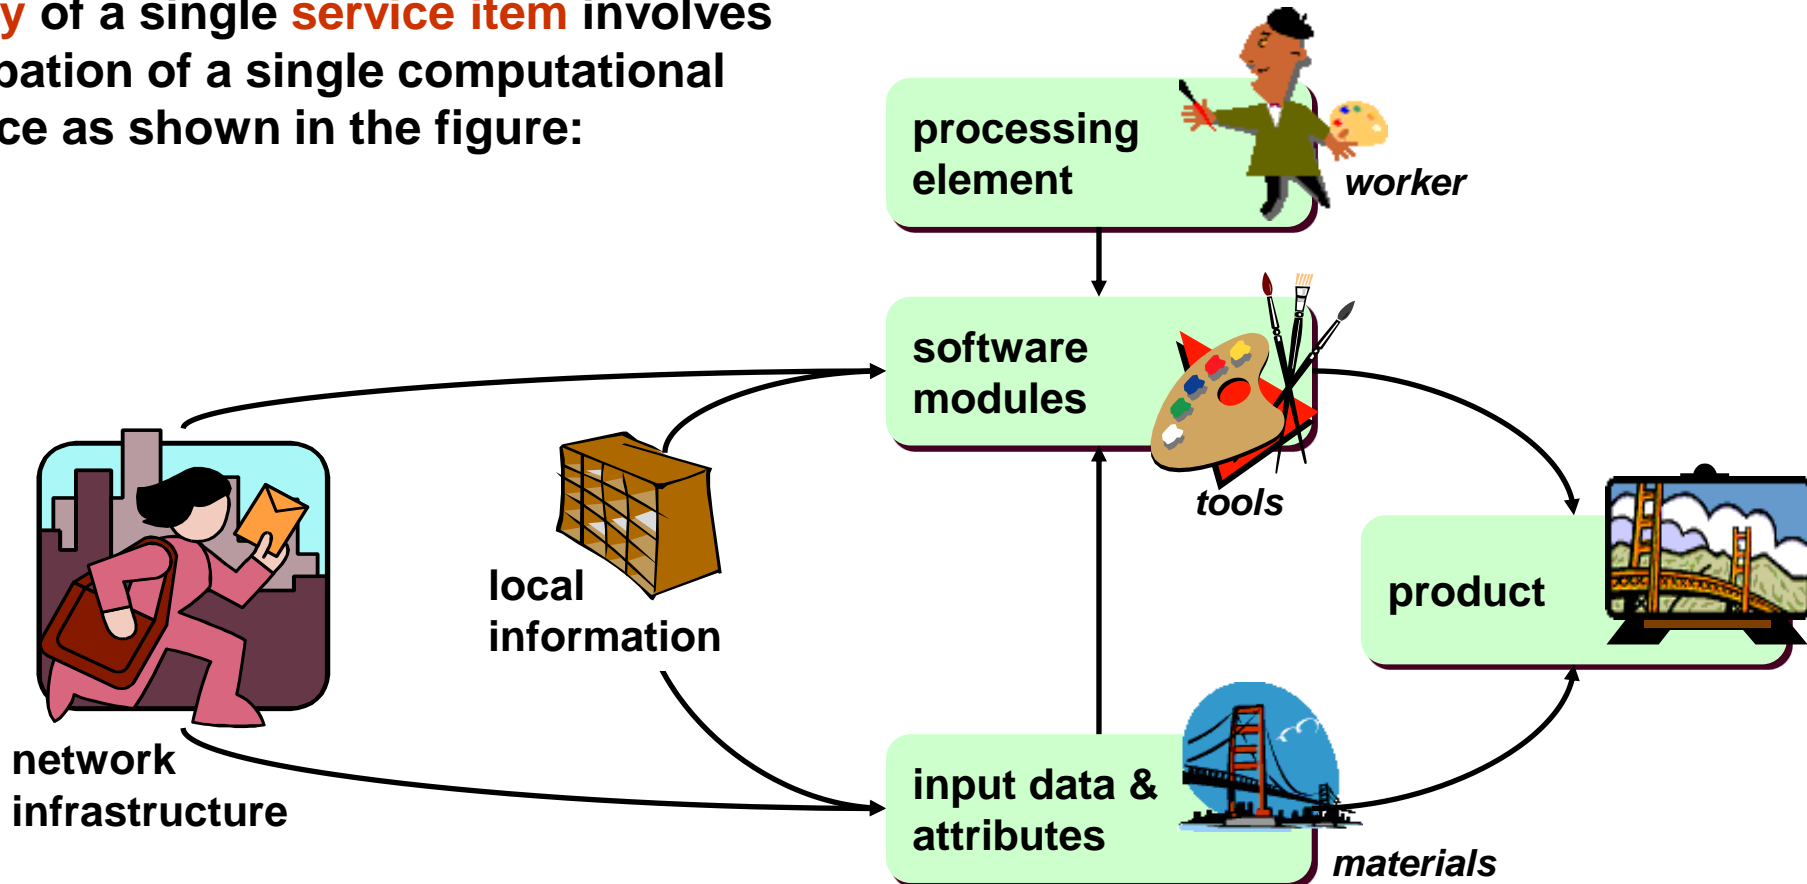 y of a single service item involves
pation of a single computational
ce as shown in the figure:
processing
element
worker
software
modules
tools
local
information
product
network
infrastructure
input data &
attributes
materials